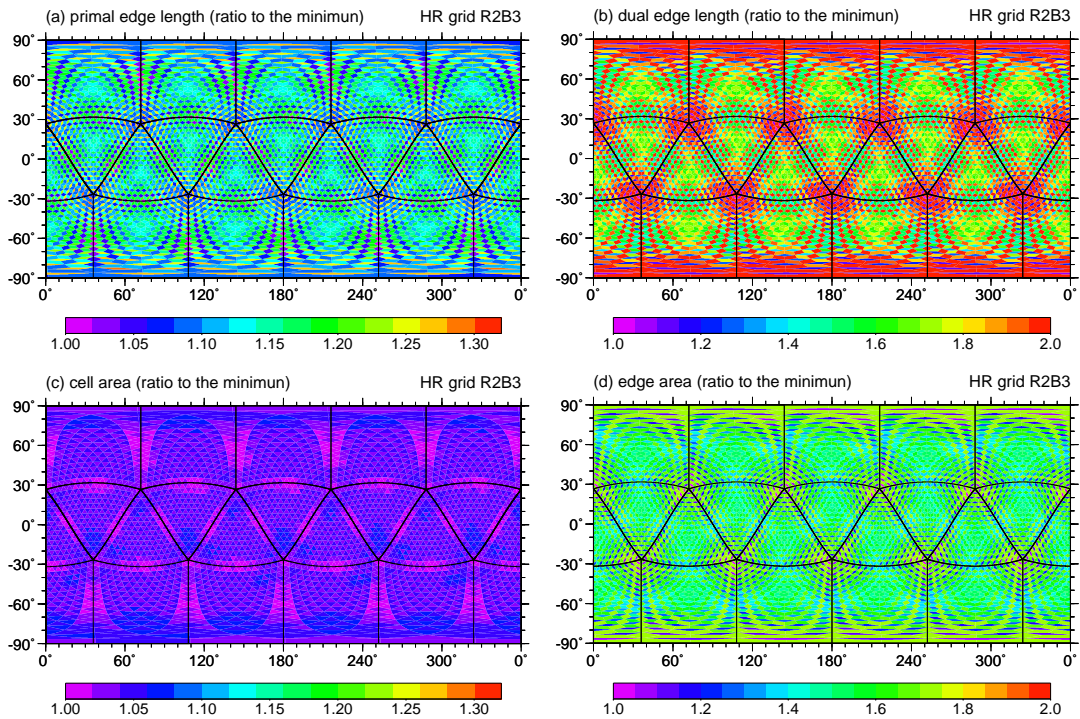 (a) primal edge length (ratio to the minimun) HR grid R2B3
90°
60°
30°
0°
-30°
-60°
-90°
0° 60° 120° 180° 240° 300° 0°
1.00 1.05 1.10 1.15 1.20 1.25 1.30
(b) dual edge length (ratio to the minimun) HR grid R2B3
90°
60°
30°
0°
-30°
-60°
-90°
0° 60° 120° 180° 240° 300° 0°
1.0 1.2 1.4 1.6 1.8 2.0
(c) cell area (ratio to the minimun) HR grid R2B3
90°
60°
30°
0°
-30°
-60°
-90°
0° 60° 120° 180° 240° 300° 0°
1.00 1.05 1.10 1.15 1.20 1.25 1.30
(d) edge area (ratio to the minimun) HR grid R2B3
90°
60°
30°
0°
-30°
-60°
-90°
0° 60° 120° 180° 240° 300° 0°
1.0 1.2 1.4 1.6 1.8 2.0